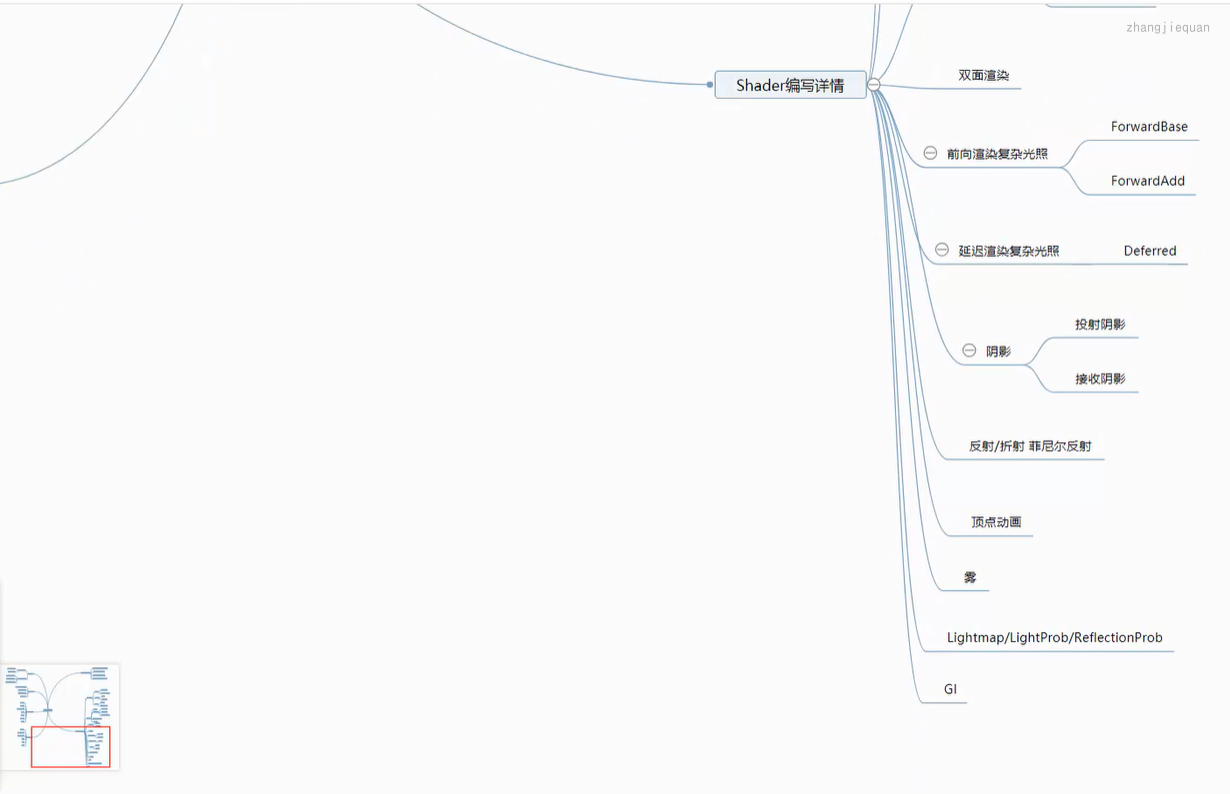 zhangjiequan
双面渲染
Shader编写详情
ForwardBase
前向渲染复杂光照
ForwardAdd
延迟渲染复杂光照
Deferred
投射阴影
阴影
接收阴影
反射/折射 菲尼尔反射
顶点动画
雾
Lightmap/LightProb/ReflectionProb
GI